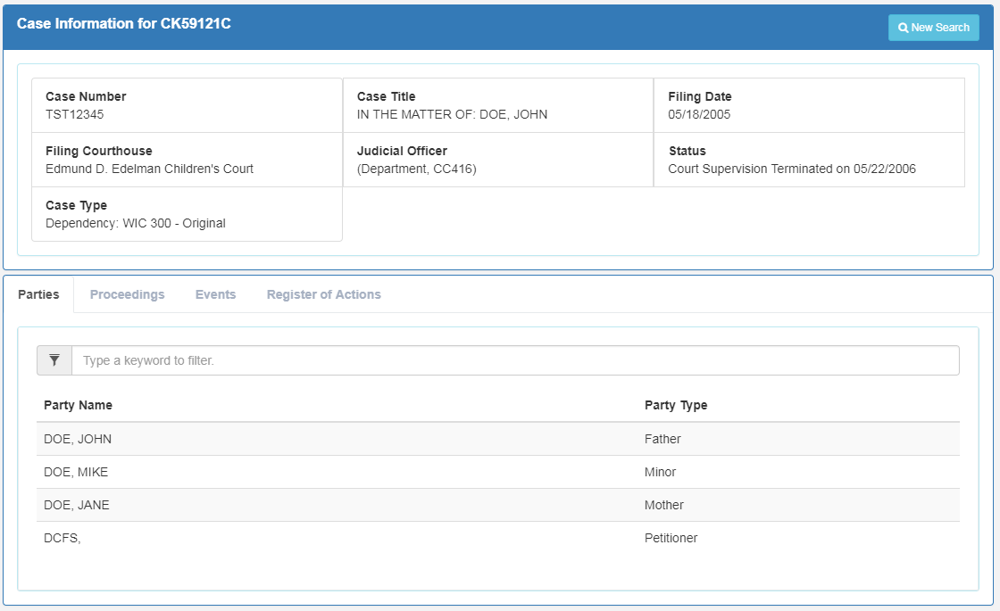 Case Information for CK59121C
New Search
Case Number
TST12345
Case Title
IN THE MATTER OF: DOE, JOHN
Filing Date
05/18/2005
Filing Courthouse
Edmund D. Edelman Children's Court
Judicial Officer
(Department, CC416)
Status
Court Supervision Terminated on 05/22/2006
Case Type
Dependency: WIC 300 - Original
Parties Proceedings Events Register of Actions
Type a keyword to filter.
Party Name Party Type
DOE, JOHN Father
DOE, MIKE Minor
DOE, JANE Mother
DCFS, Petitioner